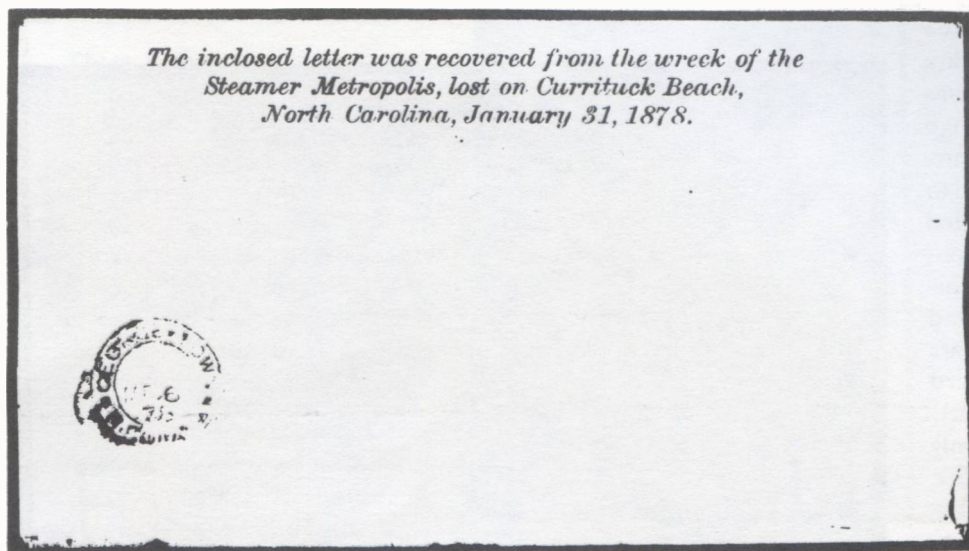 The inclosed letter was recovered from the wreck of the
Steamer Metropolis, lost on Currituck Beach,
North Carolina, January 31, 1878.